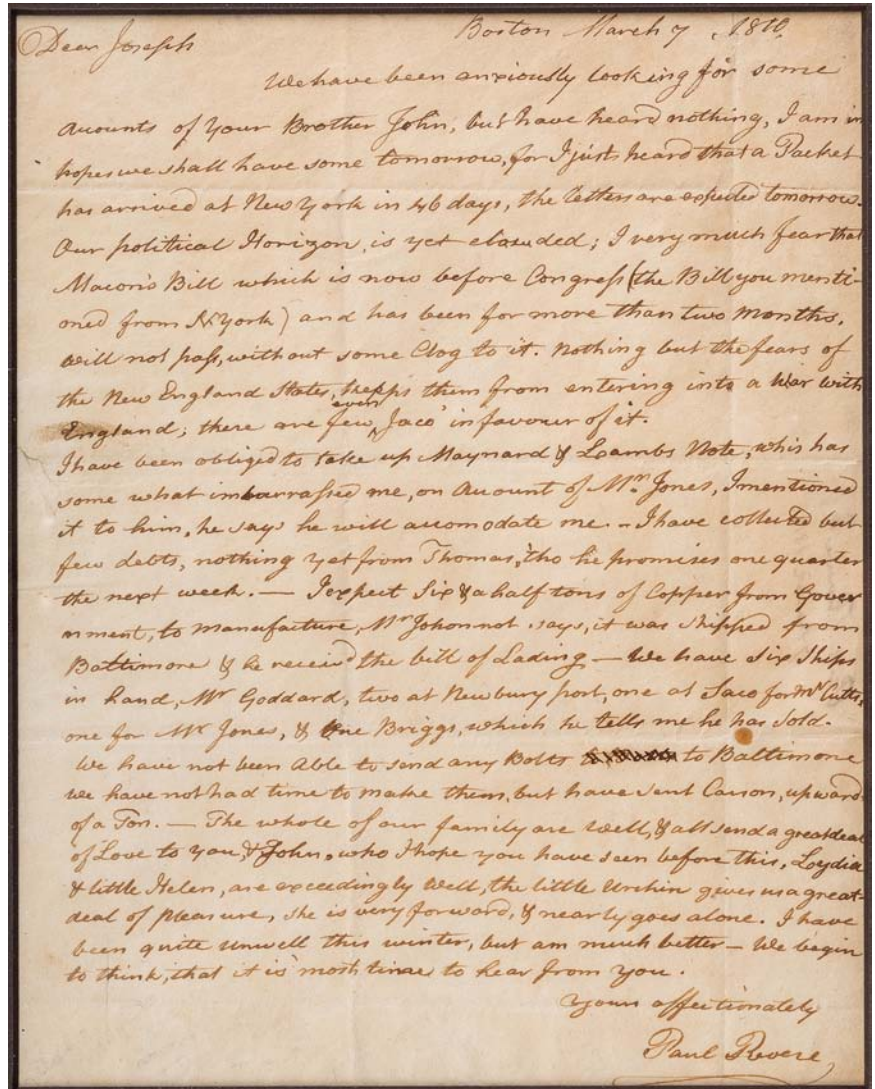 Boston March 7, 1810.
Dear Joseph
We have been anxiously looking for some
Acounts of Your Brother John, but have heard nothing, I am in
hopes we shall have some tomorrow, for I just heard that a Packet
has arrived at New York in 46 days, the letters are expected tomorrow.
Our political Horizon, is yet clouded; I very much fear that
Macon's Bill which is now before Congress (the Bill you menti-
oned from N York) and has been for more than two months,
will not pass, without some Clog to it. Nothing but the fears of
the New England States, keeps them from entering into a War with
England; there are few even Jaco' in favour of it.
I have been obliged to take up Maynard & Lambs Note, whis has
some what imbarrassed me, on Acount of Mr. Jones, I mentioned
it to him, he says he will acomodate me. – I have collected but
few debts, nothing yet from Thomas, 'tho he promises one quarter
the next week. — I expect Six & a half tons of Copper from Gover
nment, to manufacture, Mr Johonnot says, it was shipped from
Baltimore & he receivd the bill of Lading — We have Six Ships
in hand, Mr Goddard, two at Newbury port, one at Saco for Mr Cutts,
one for Mr Jones, & One Briggs, which he tells me he has Sold.
We have not been Able to send any Bolts to Baltimore
we have not had time to make them, but have sent upward
of a Ton. — The whole of our family are well, & all send a great deal
of Love to you, & John, who I hope you have seen before this, Loydia
& little Helen, are exceedingly well, the little Urchin gives us a great
deal of pleasure, she is very forward, & nearly goes alone. I have
been quite unwell this winter, but am much better – We begin
to think, that it is most time to hear from you.
Yours affectionately
Paul Revere